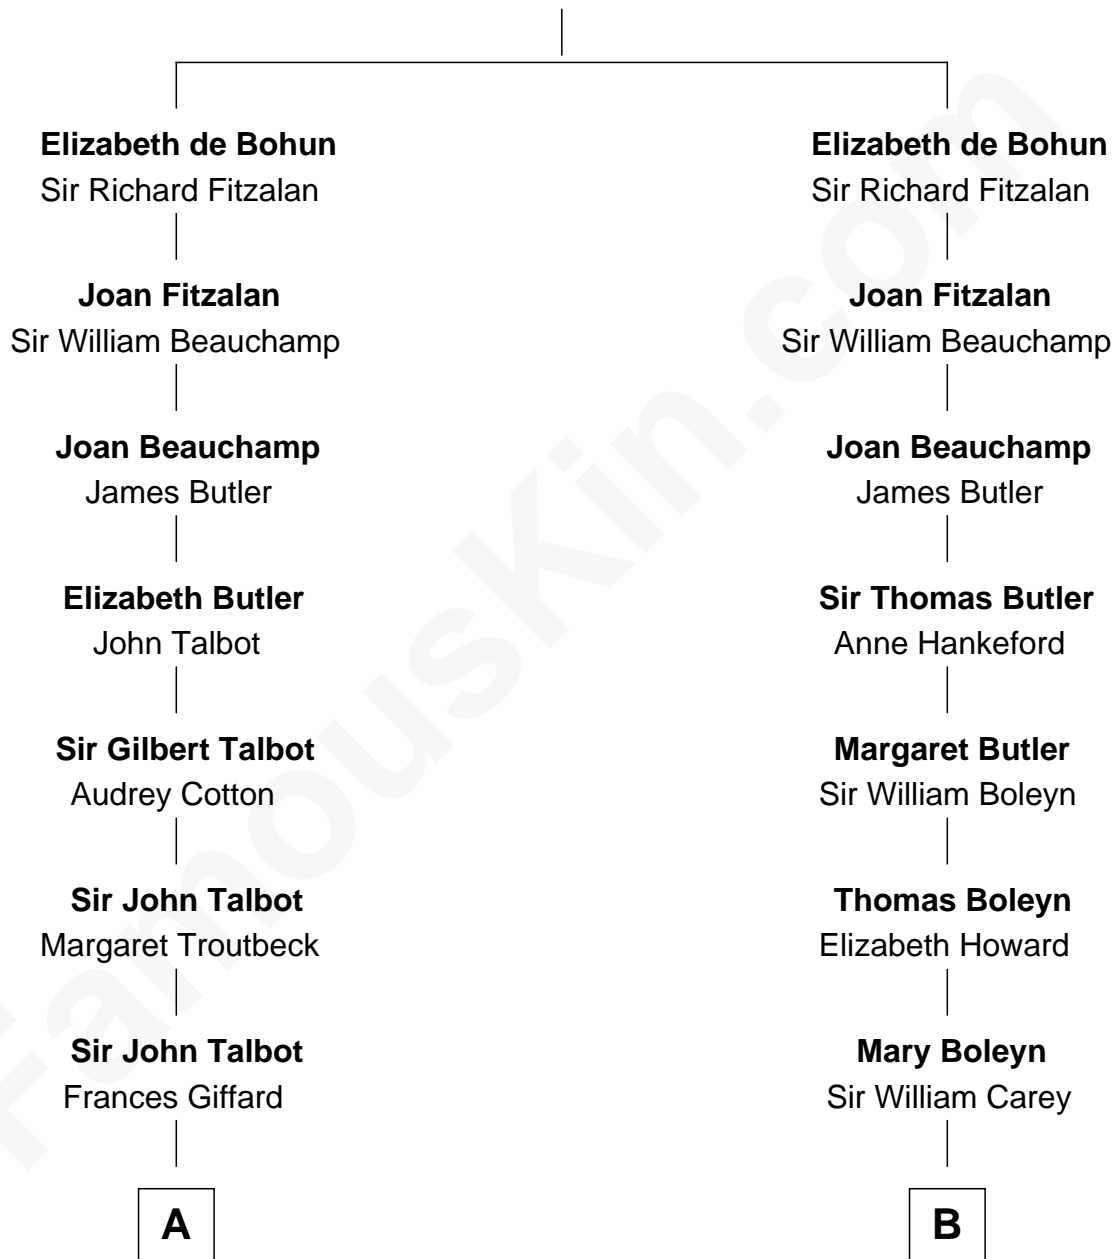 Elizabeth de Bohun
Sir Richard Fitzalan
Joan Fitzalan
Sir William Beauchamp
Joan Beauchamp
James Butler
Elizabeth Butler
John Talbot
Sir Gilbert Talbot
Audrey Cotton
Sir John Talbot
Margaret Troutbeck
Sir John Talbot
Frances Giffard
A
Elizabeth de Bohun
Sir Richard Fitzalan
Joan Fitzalan
Sir William Beauchamp
Joan Beauchamp
James Butler
Sir Thomas Butler
Anne Hankeford
Margaret Butler
Sir William Boleyn
Thomas Boleyn
Elizabeth Howard
Mary Boleyn
Sir William Carey
B
FamousKin.com